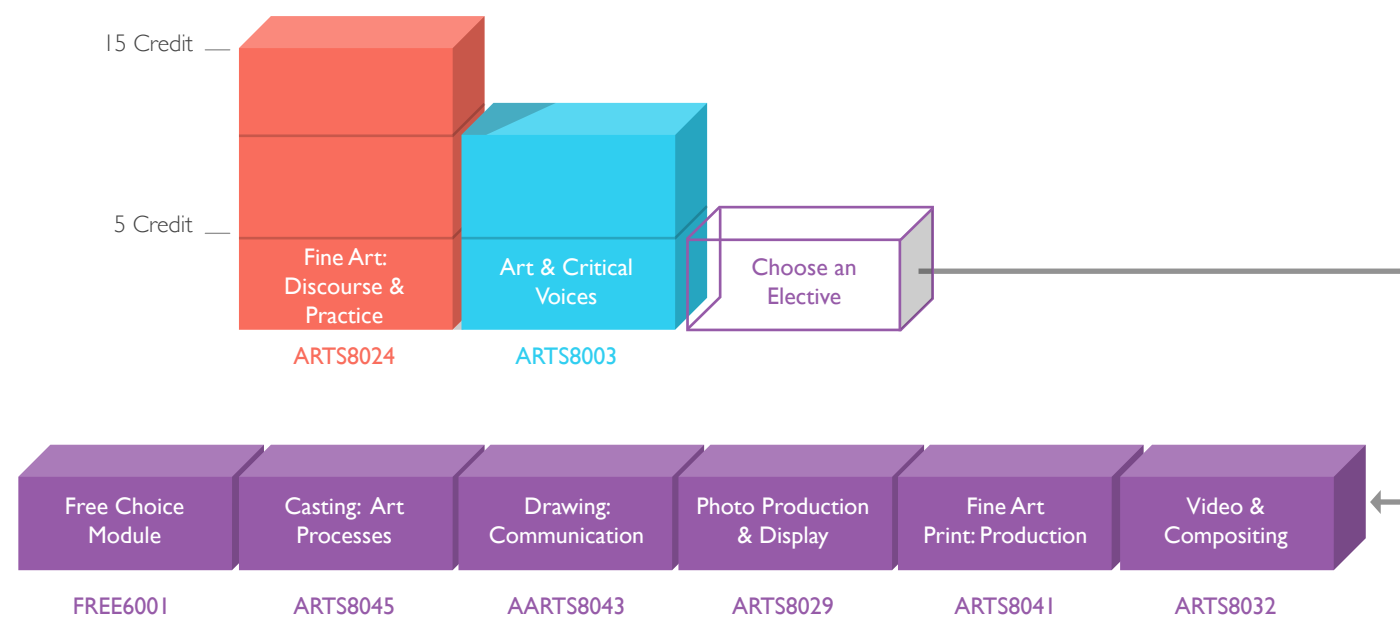 15 Credit
5 Credit
Fine Art:
Discourse &
Practice
Art & Critical
Voices
Choose an
Elective
ARTS8024
ARTS8003
Free Choice
Module
Casting: Art
Processes
Drawing:
Communication
Photo Production
& Display
Fine Art
Print: Production
Video &
Compositing
FREE6001
ARTS8045
AARTS8043
ARTS8029
ARTS8041
ARTS8032